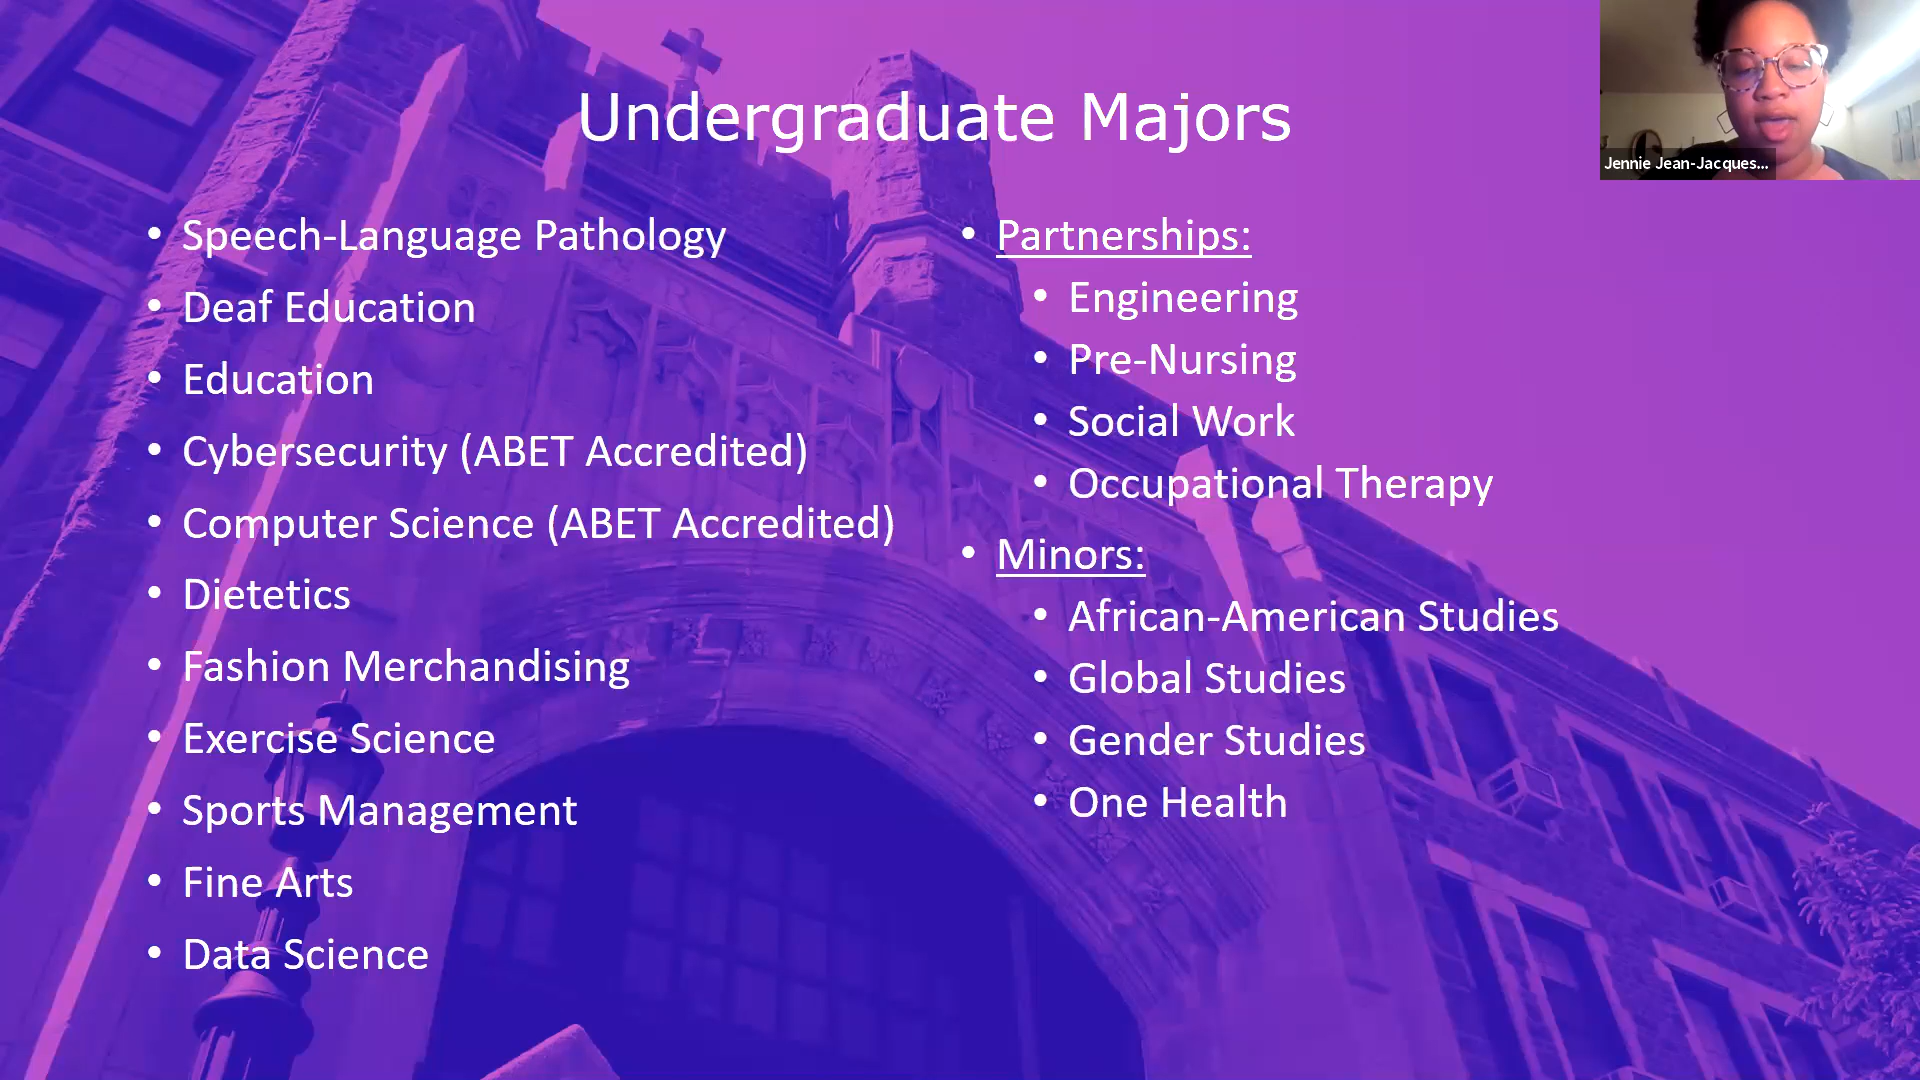 Undergraduate Majors
Jennie Jean-Jacques...
• Speech-Language Pathology
• Deaf Education
• Education
• Cybersecurity (ABET Accredited)
• Computer Science (ABET Accredited)
• Dietetics
• Fashion Merchandising
• Exercise Science
• Sports Management
• Fine Arts
• Data Science
• Partnerships:
• Engineering
• Pre-Nursing
• Social Work
• Occupational Therapy
• Minors:
• African-American Studies
• Global Studies
• Gender Studies
• One Health